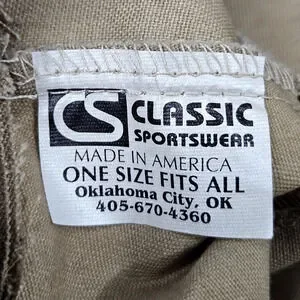 CS CLASSIC
SPORTSWEAR
MADE IN AMERICA
ONE SIZE FITS ALL
Oklahoma City, OK
405-670-4360